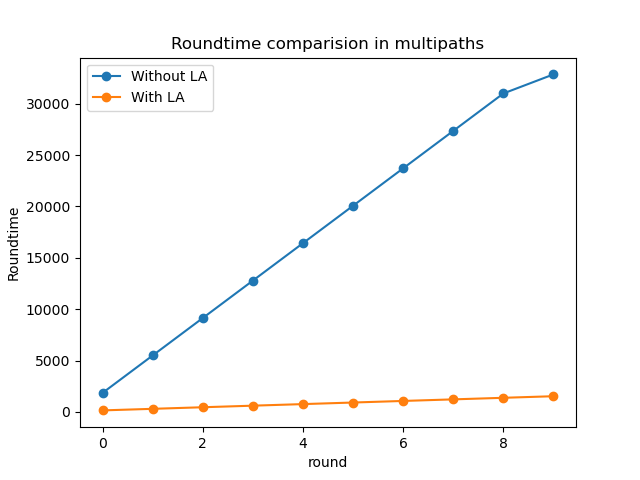 Roundtime comparision in multipaths
Without LA
With LA
30000
25000
20000
15000
10000
5000
0
Roundtime
0 2 4 6 8
round